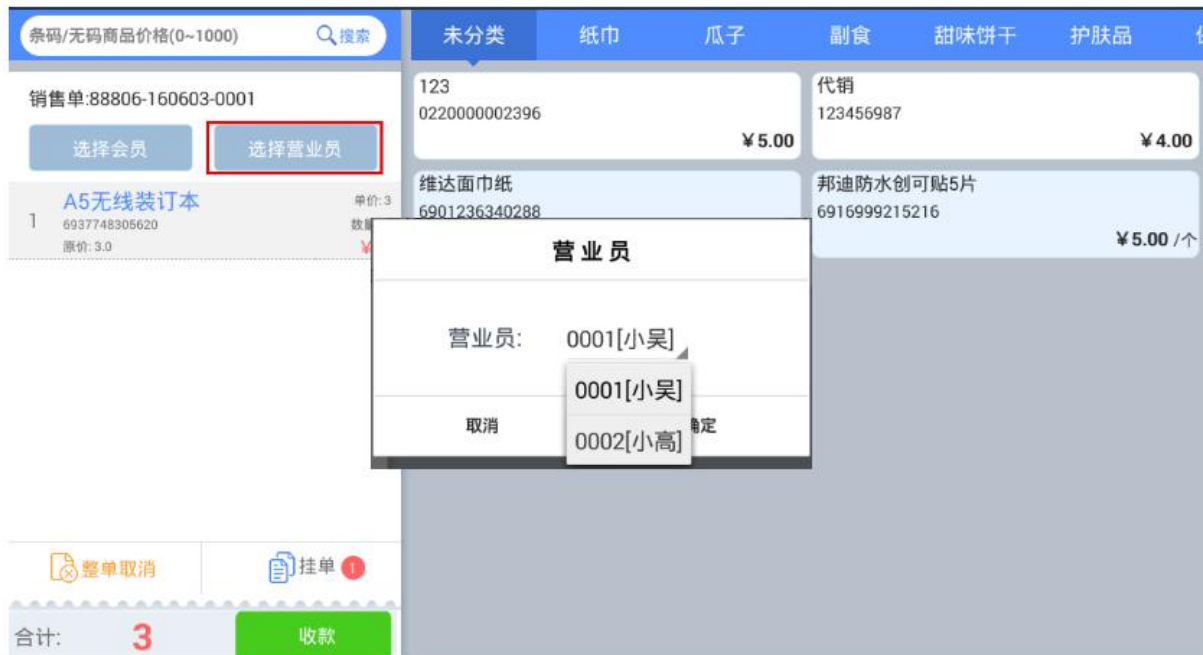 条码/无码商品价格(0~1000)
搜索
未分类
纸巾
瓜子
副食
甜味饼干
护肤品
销售单:88806-160603-0001
选择会员
选择营业员
1
A5无线装订本
6937748305620
原价: 3.0
单价: 3
¥
123
0220000002396
¥5.00
代销
123456987
¥4.00
维达面巾纸
6901236340288
邦迪防水创可贴5片
6916999215216
¥5.00 /个
营业员
营业员:
0001[小吴]
0001[小吴]
0002[小高]
取消
确定
整单取消
挂单
1
合计:
3
收款